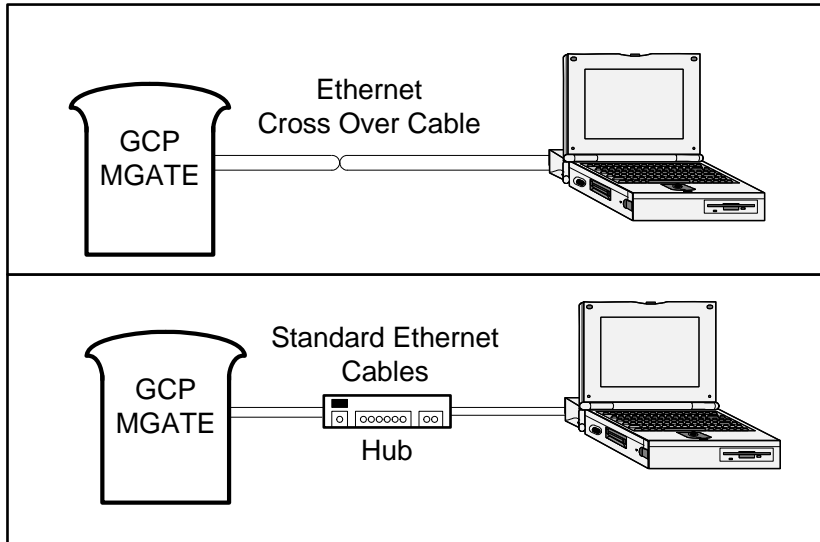 Ethernet
Cross Over Cable
GCP
MGATE
Standard Ethernet
Cables
GCP
MGATE
Hub